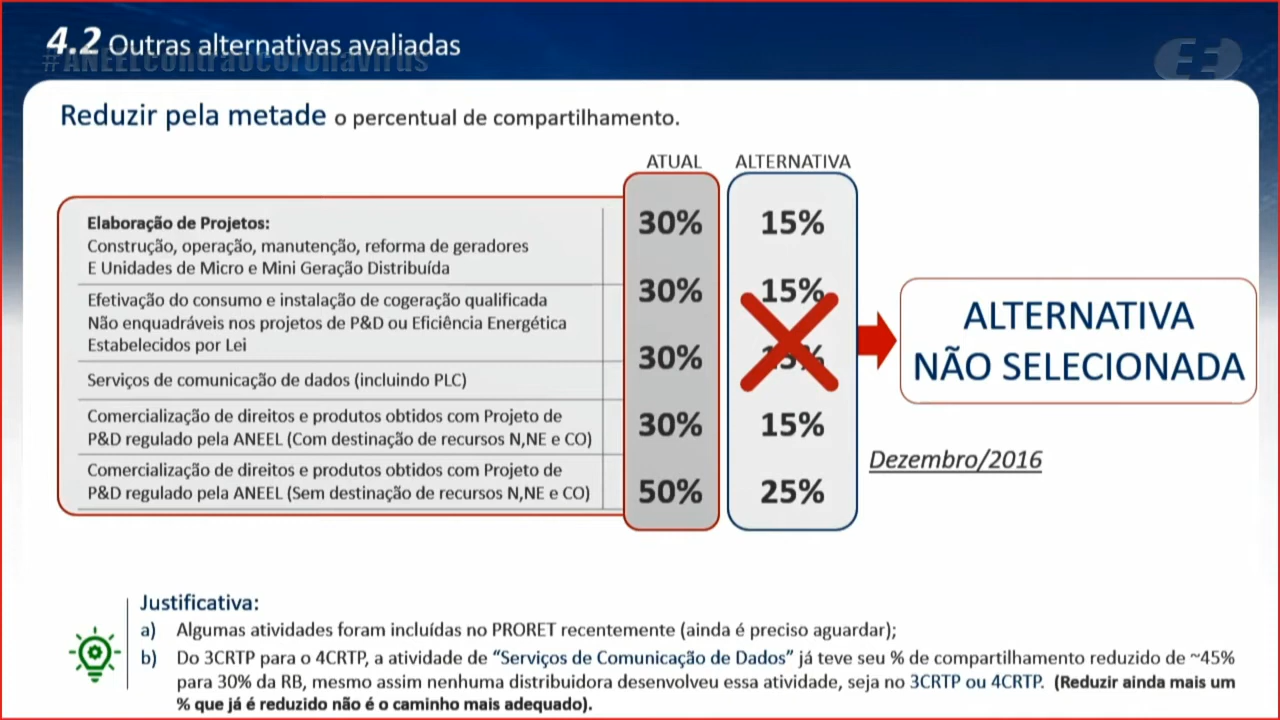 4.2 Outras alternativas avaliadas
#ANEELcontraocoronavírus
Reduzir pela metade o percentual de compartilhamento.
ATUAL ALTERNATIVA
Elaboração de Projetos:
Construção, operação, manutenção, reforma de geradores
E Unidades de Micro e Mini Geração Distribuída
30% 15%
Efetivação do consumo e instalação de cogeração qualificada
Não enquadráveis nos projetos de P&D ou Eficiência Energética
Estabelecidos por Lei
30% 15%
Serviços de comunicação de dados (incluindo PLC)
30% 15%
Comercialização de direitos e produtos obtidos com Projeto de
P&D regulado pela ANEEL (Com destinação de recursos N,NE e CO)
30% 15%
Comercialização de direitos e produtos obtidos com Projeto de
P&D regulado pela ANEEL (Sem destinação de recursos N,NE e CO)
50% 25%
ALTERNATIVA
NÃO SELECIONADA
Dezembro/2016
Justificativa:
a) Algumas atividades foram incluídas no PRORET recentemente (ainda é preciso aguardar);
b) Do 3CRTP para o 4CRTP, a atividade de “Serviços de Comunicação de Dados” já teve seu % de compartilhamento reduzido de ~45%
para 30% da RB, mesmo assim nenhuma distribuidora desenvolveu essa atividade, seja no 3CRTP ou 4CRTP. (Reduzir ainda mais um
% que já é reduzido não é o caminho mais adequado).